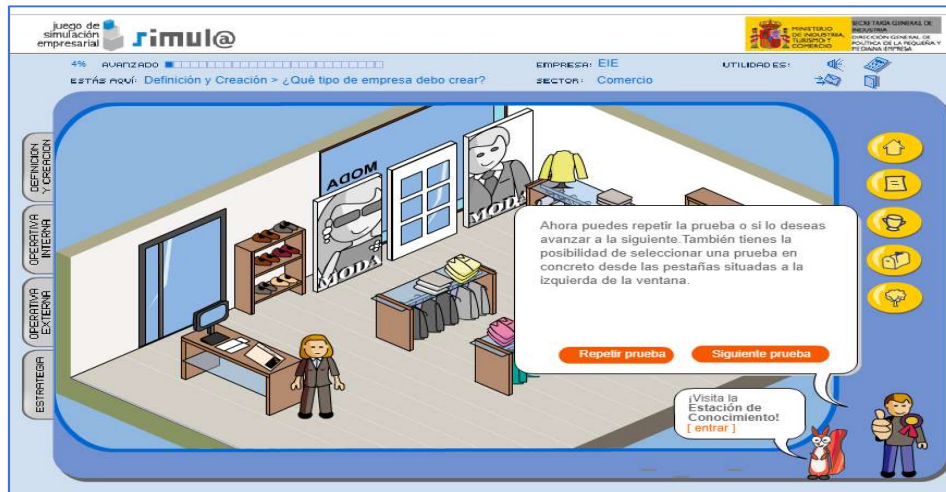 juego de
simulación
empresarial
simul@
MINISTERIO
DE INDUSTRIA,
TURISMO Y
COMERCIO
SECRETARÍA GENERAL DE
INDUSTRIA
DIRECCIÓN GENERAL DE
POLÍTICA DE LA PEQUEÑA Y
MEDIANA EMPRESA
4% AVANZADO
EMPRESA: EIE
UTILIDADES:
ESTÁS AQUÍ: Definición y Creación > ¿Qué tipo de empresa debo crear?
SECTOR: Comercio
DEFINICION
Y CREACION
OPERATIVA
INTERNA
OPERATIVA
EXTERNA
ESTRATEGIA
MODA
MODA
MODA
Ahora puedes repetir la prueba o si lo deseas
avanzar a la siguiente.También tienes la
posibilidad de seleccionar una prueba en
concreto desde las pestañas situadas a la
izquierda de la ventana.
Repetir prueba
Siguiente prueba
¡Visita la
Estación de
Conocimiento!
[ entrar ]